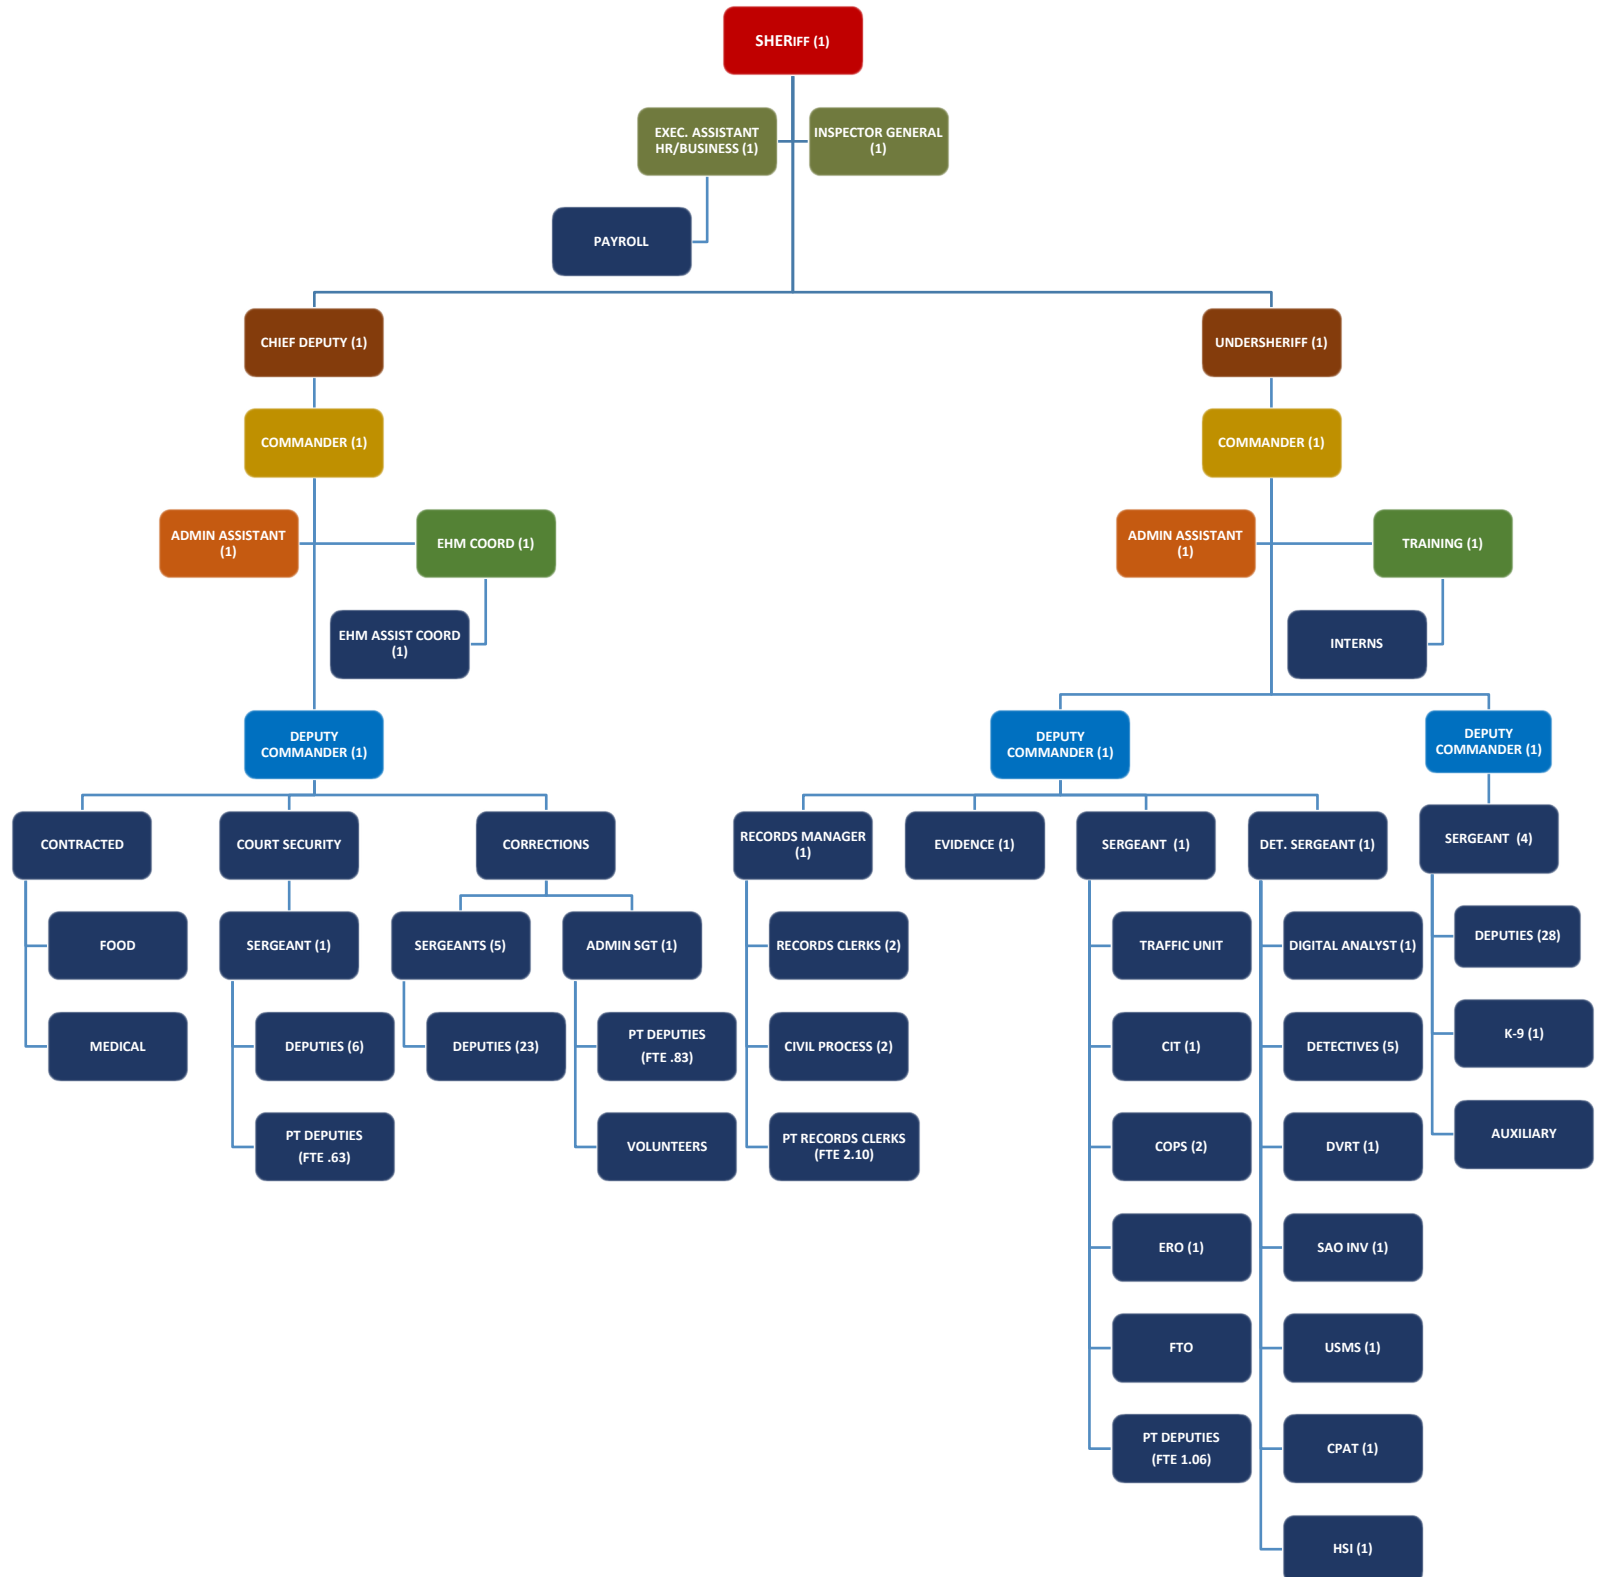 SHERIFF (1)
EXEC. ASSISTANT
HR/BUSINESS (1)
INSPECTOR GENERAL
(1)
PAYROLL
CHIEF DEPUTY (1)
UNDERSHERIFF (1)
COMMANDER (1)
COMMANDER (1)
ADMIN ASSISTANT
(1)
EHM COORD (1)
ADMIN ASSISTANT
(1)
TRAINING (1)
EHM ASSIST COORD
(1)
INTERNS
DEPUTY
COMMANDER (1)
DEPUTY
COMMANDER (1)
DEPUTY
COMMANDER (1)
CONTRACTED
COURT SECURITY
CORRECTIONS
RECORDS MANAGER
(1)
EVIDENCE (1)
SERGEANT (1)
DET. SERGEANT (1)
SERGEANT (4)
FOOD
SERGEANT (1)
SERGEANTS (5)
ADMIN SGT (1)
RECORDS CLERKS (2)
TRAFFIC UNIT
DIGITAL ANALYST (1)
DEPUTIES (28)
MEDICAL
DEPUTIES (6)
DEPUTIES (23)
PT DEPUTIES
(FTE .83)
CIVIL PROCESS (2)
CIT (1)
DETECTIVES (5)
K-9 (1)
PT DEPUTIES
(FTE .63)
VOLUNTEERS
PT RECORDS CLERKS
(FTE 2.10)
COPS (2)
DVRT (1)
AUXILIARY
ERO (1)
SAO INV (1)
FTO
USMS (1)
PT DEPUTIES
(FTE 1.06)
CPAT (1)
HSI (1)